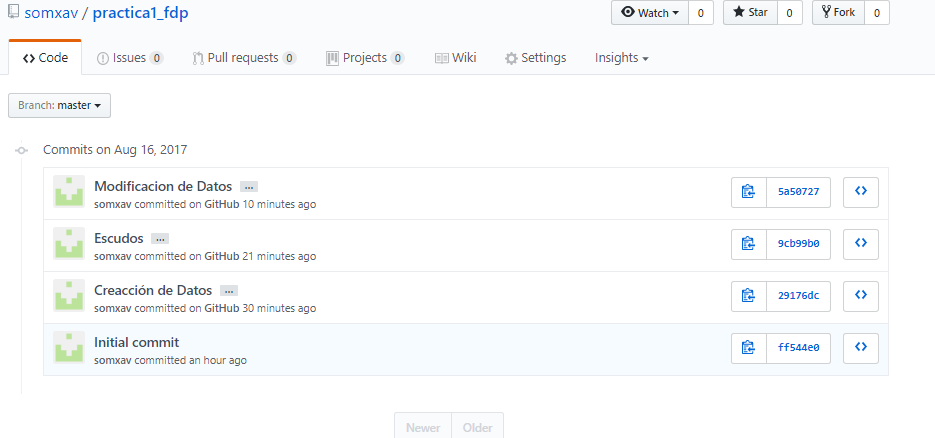 somxav / practica1_fdp
Watch 0 Star 0 Fork 0
Code Issues 0 Pull requests 0 Projects 0 Wiki Settings Insights
Branch: master
Commits on Aug 16, 2017
Modificacion de Datos ...
somxav committed on GitHub 10 minutes ago
5a50727
Escudos ...
somxav committed on GitHub 21 minutes ago
9cb99b0
Creacción de Datos ...
somxav committed on GitHub 30 minutes ago
29176dc
Initial commit
somxav committed an hour ago
ff544e0
Newer Older